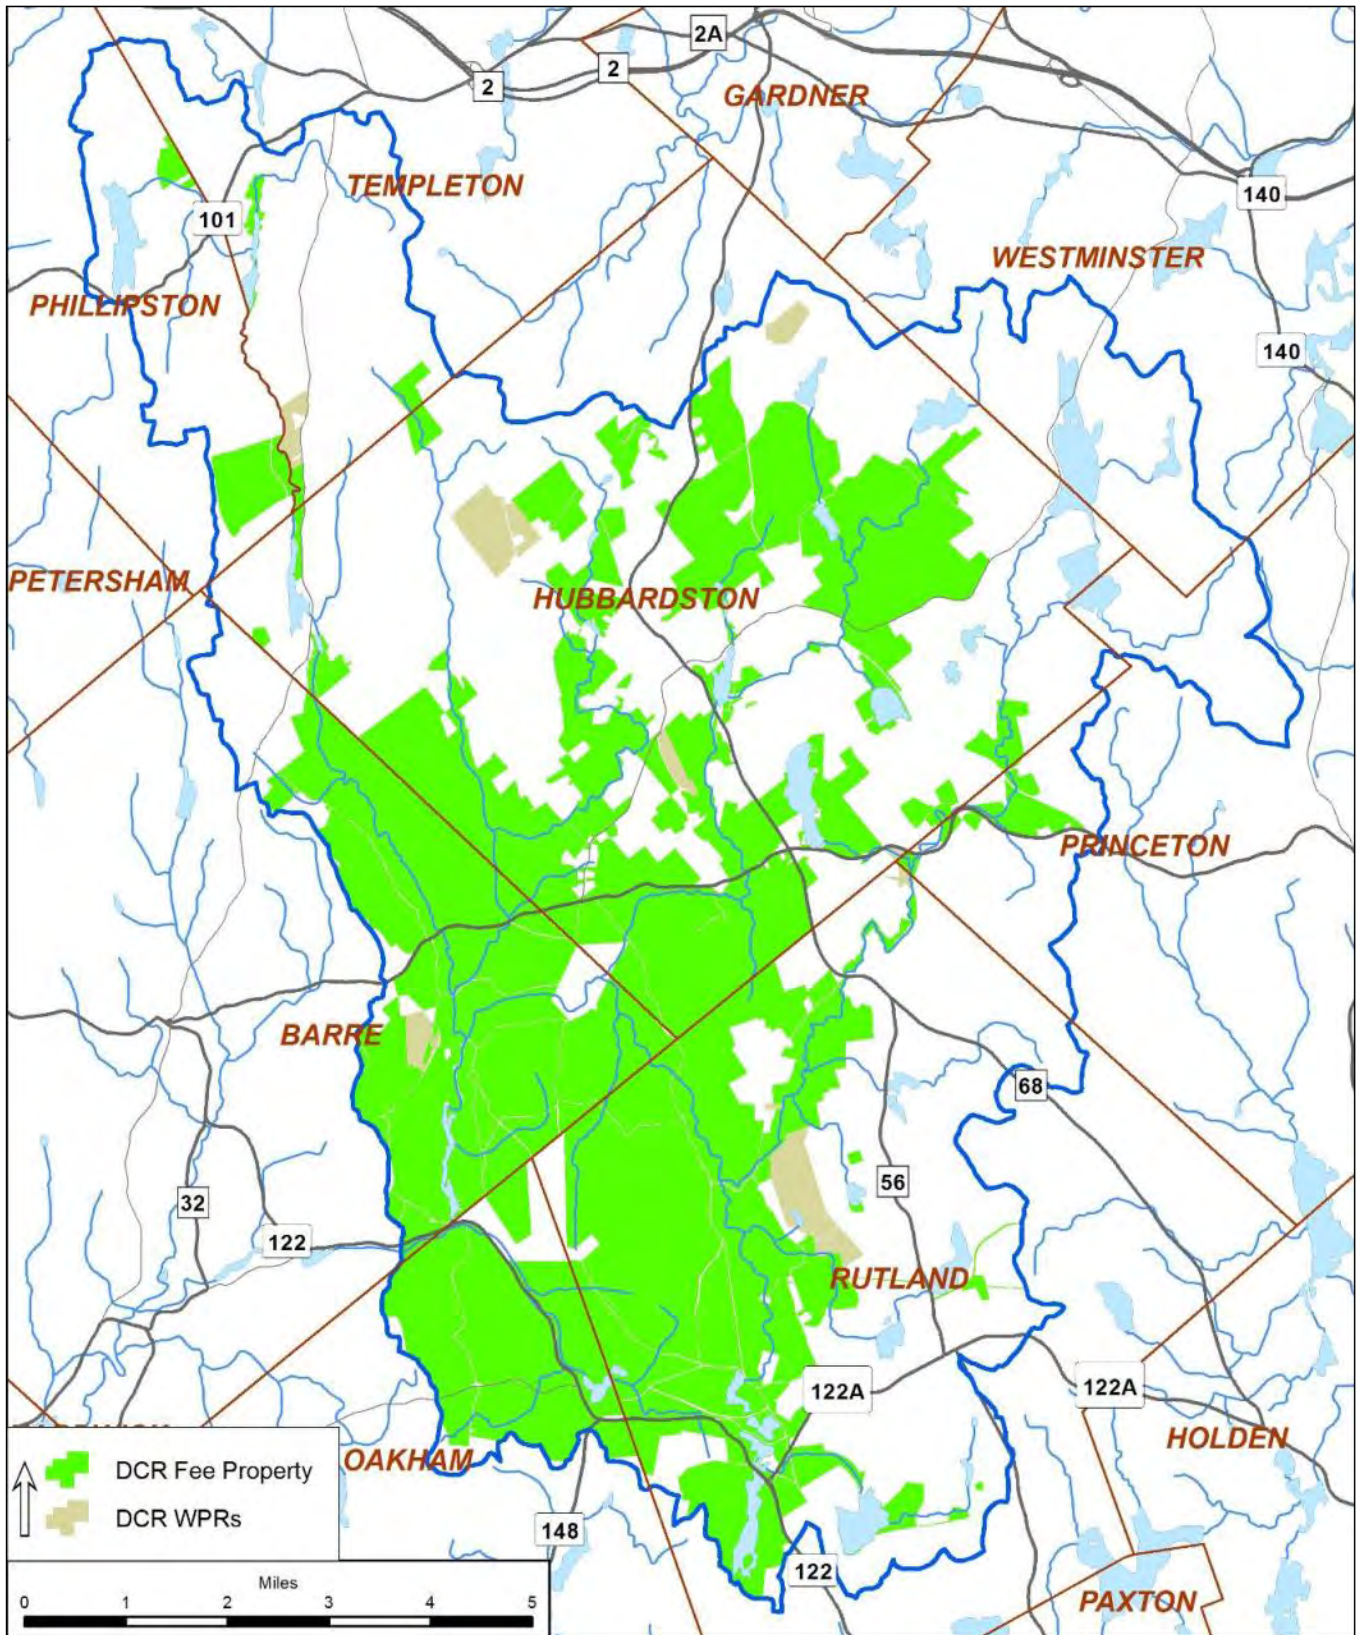 2A
2
2
GARDNER
TEMPLETON
140
101
WESTMINSTER
PHILLIPSTON
140
PETERSHAM
HUBBARDSTON
PRINCETON
BARRE
68
56
32
122
RUTLAND
122A
122A
HOLDEN
OAKHAM
DCR Fee Property
DCR WPRs
148
122
PAXTON
Miles
0 1 2 3 4 5